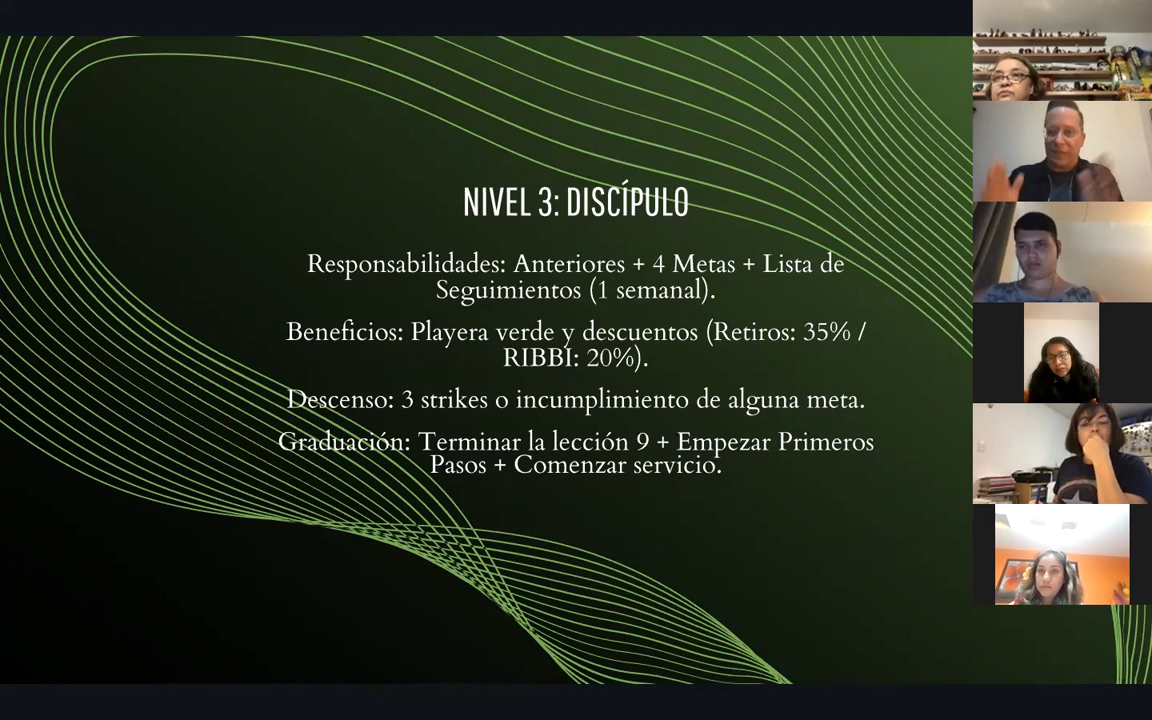 NIVEL 3: DISCÍPULO
Responsabilidades: Anteriores + 4 Metas + Lista de
Seguimientos (1 semanal).
Beneficios: Playera verde y descuentos (Retiros: 35% /
RIBBI: 20%).
Descenso: 3 strikes o incumplimiento de alguna meta.
Graduación: Terminar la lección 9 + Empezar Primeros
Pasos + Comenzar servicio.